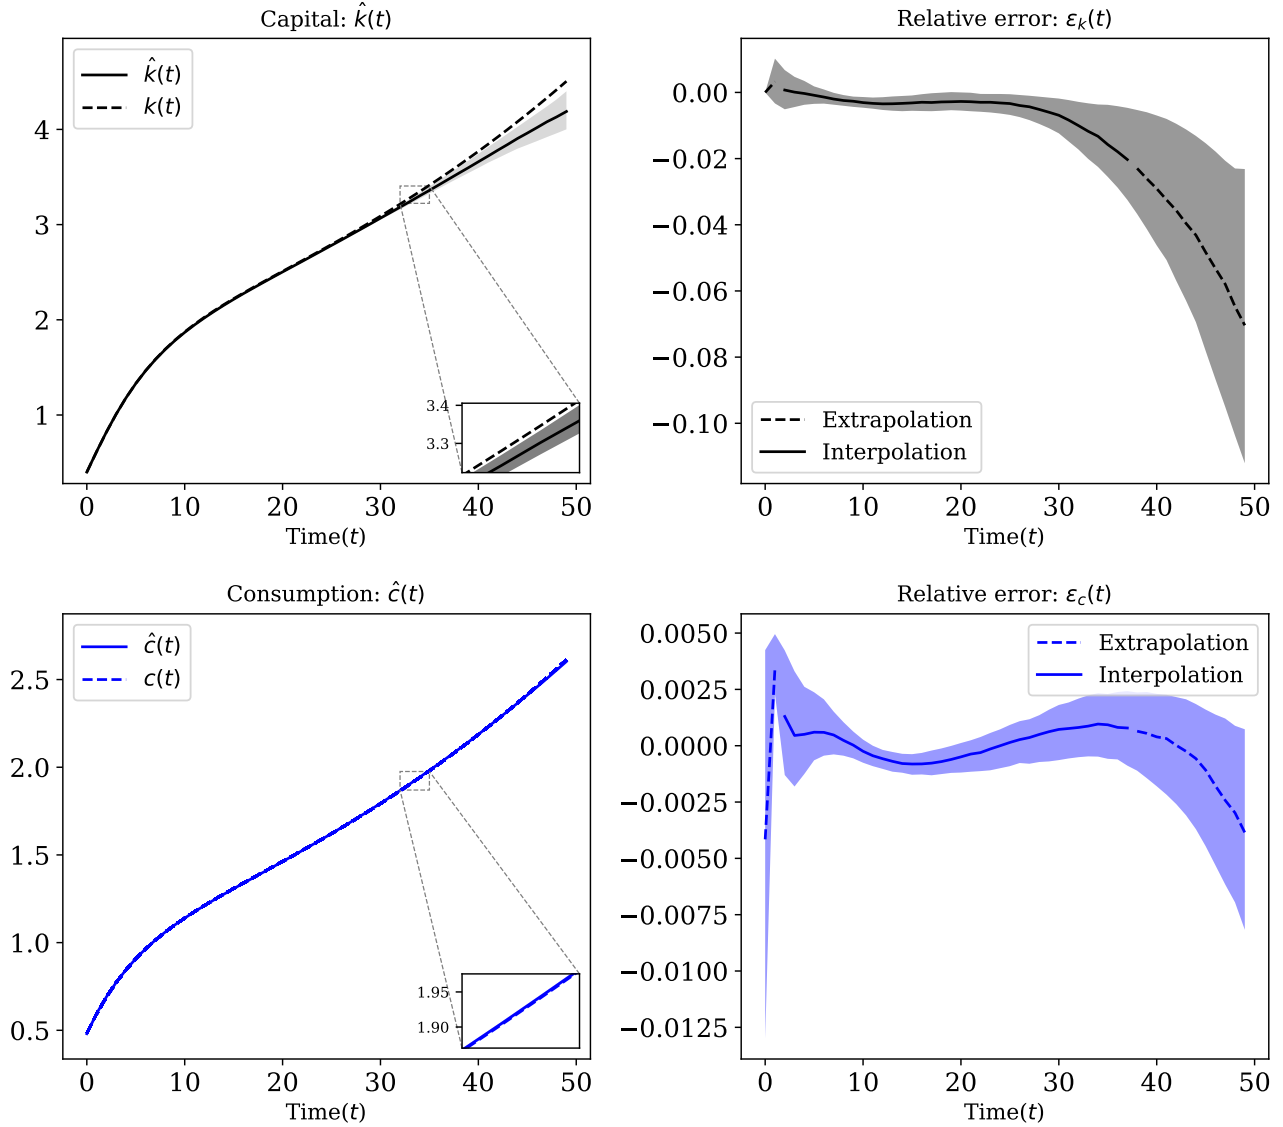 Capital: k̂(t)
k̂(t)
k(t)
4
3
2
1
3.4
3.3
0 10 20 30 40 50
Time(t)
Relative error: εk(t)
0.00
−0.02
−0.04
−0.06
−0.08
−0.10
Extrapolation
Interpolation
0 10 20 30 40 50
Time(t)
Consumption: ĉ(t)
ĉ(t)
c(t)
2.5
2.0
1.5
1.0
0.5
1.95
1.90
0 10 20 30 40 50
Time(t)
Relative error: εc(t)
0.0050
0.0025
0.0000
−0.0025
−0.0050
−0.0075
−0.0100
−0.0125
Extrapolation
Interpolation
0 10 20 30 40 50
Time(t)